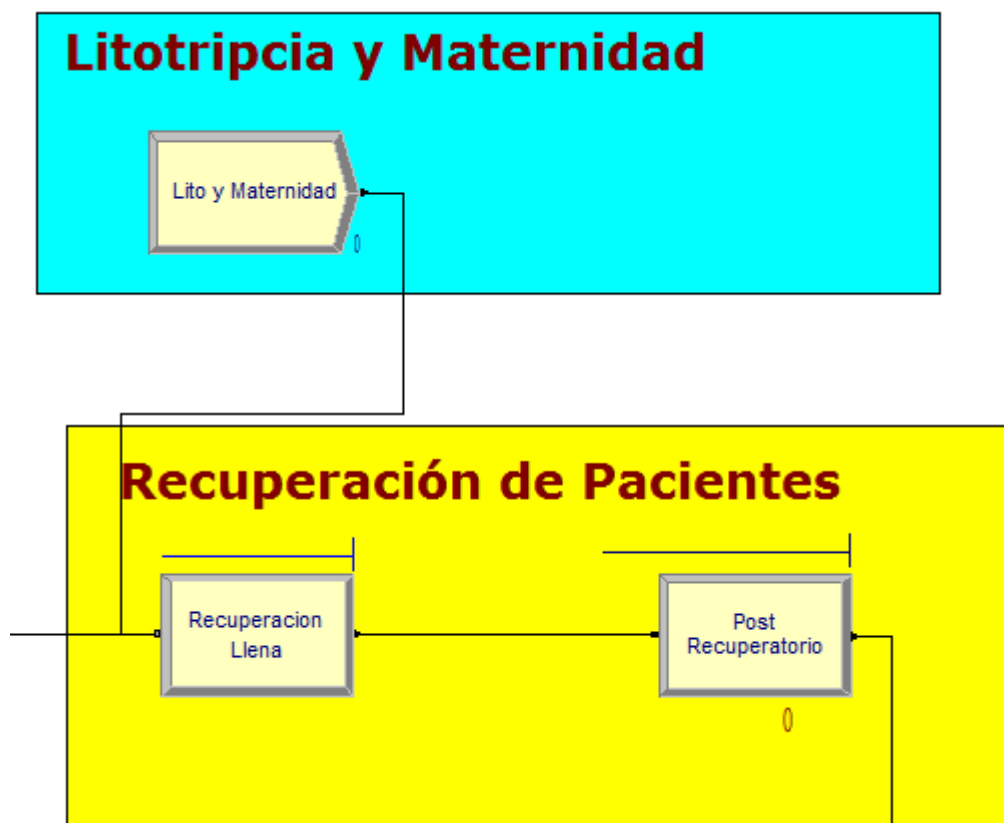 Litotripcia y Maternidad
Lito y Maternidad
0
Recuperación de Pacientes
Recuperacion
Llena
Post
Recuperatorio
0